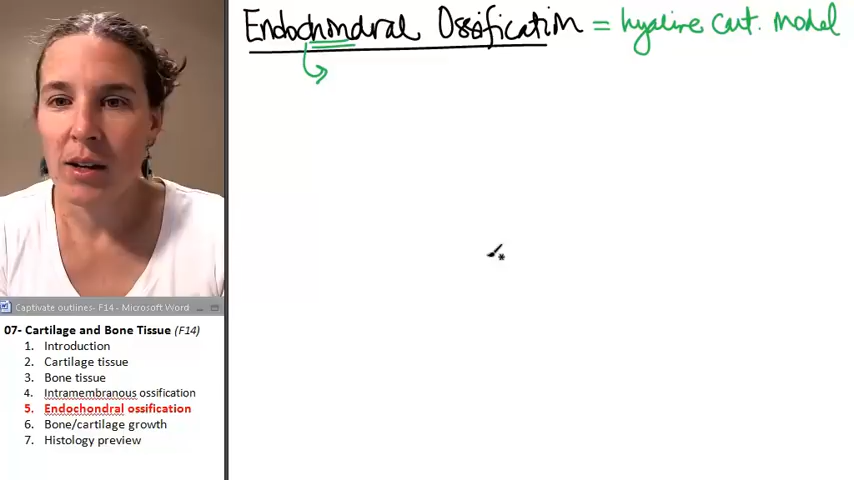 Endochondral Ossification = hyaline cart. model
Captivate outlines- F14 - Microsoft Word
07- Cartilage and Bone Tissue (F14)
1. Introduction
2. Cartilage tissue
3. Bone tissue
4. Intramembranous ossification
5. Endochondral ossification
6. Bone/cartilage growth
7. Histology preview